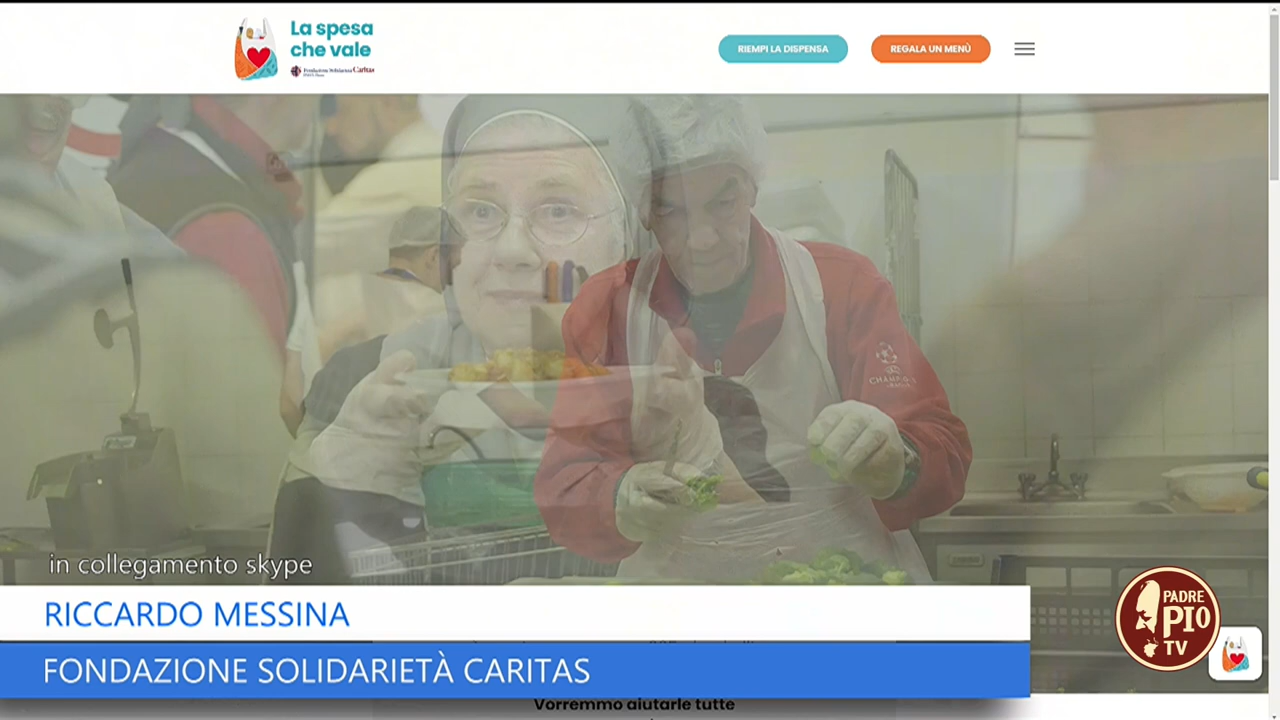 La spesa
che vale
Fondazione Solidarietà Caritas
RIEMPI LA DISPENSA
REGALA UN MENÙ
CHAMPIONS
in collegamento skype
RICCARDO MESSINA
FONDAZIONE SOLIDARIETÀ CARITAS
PADRE
PIO
TV
Vorremmo aiutarle tutte